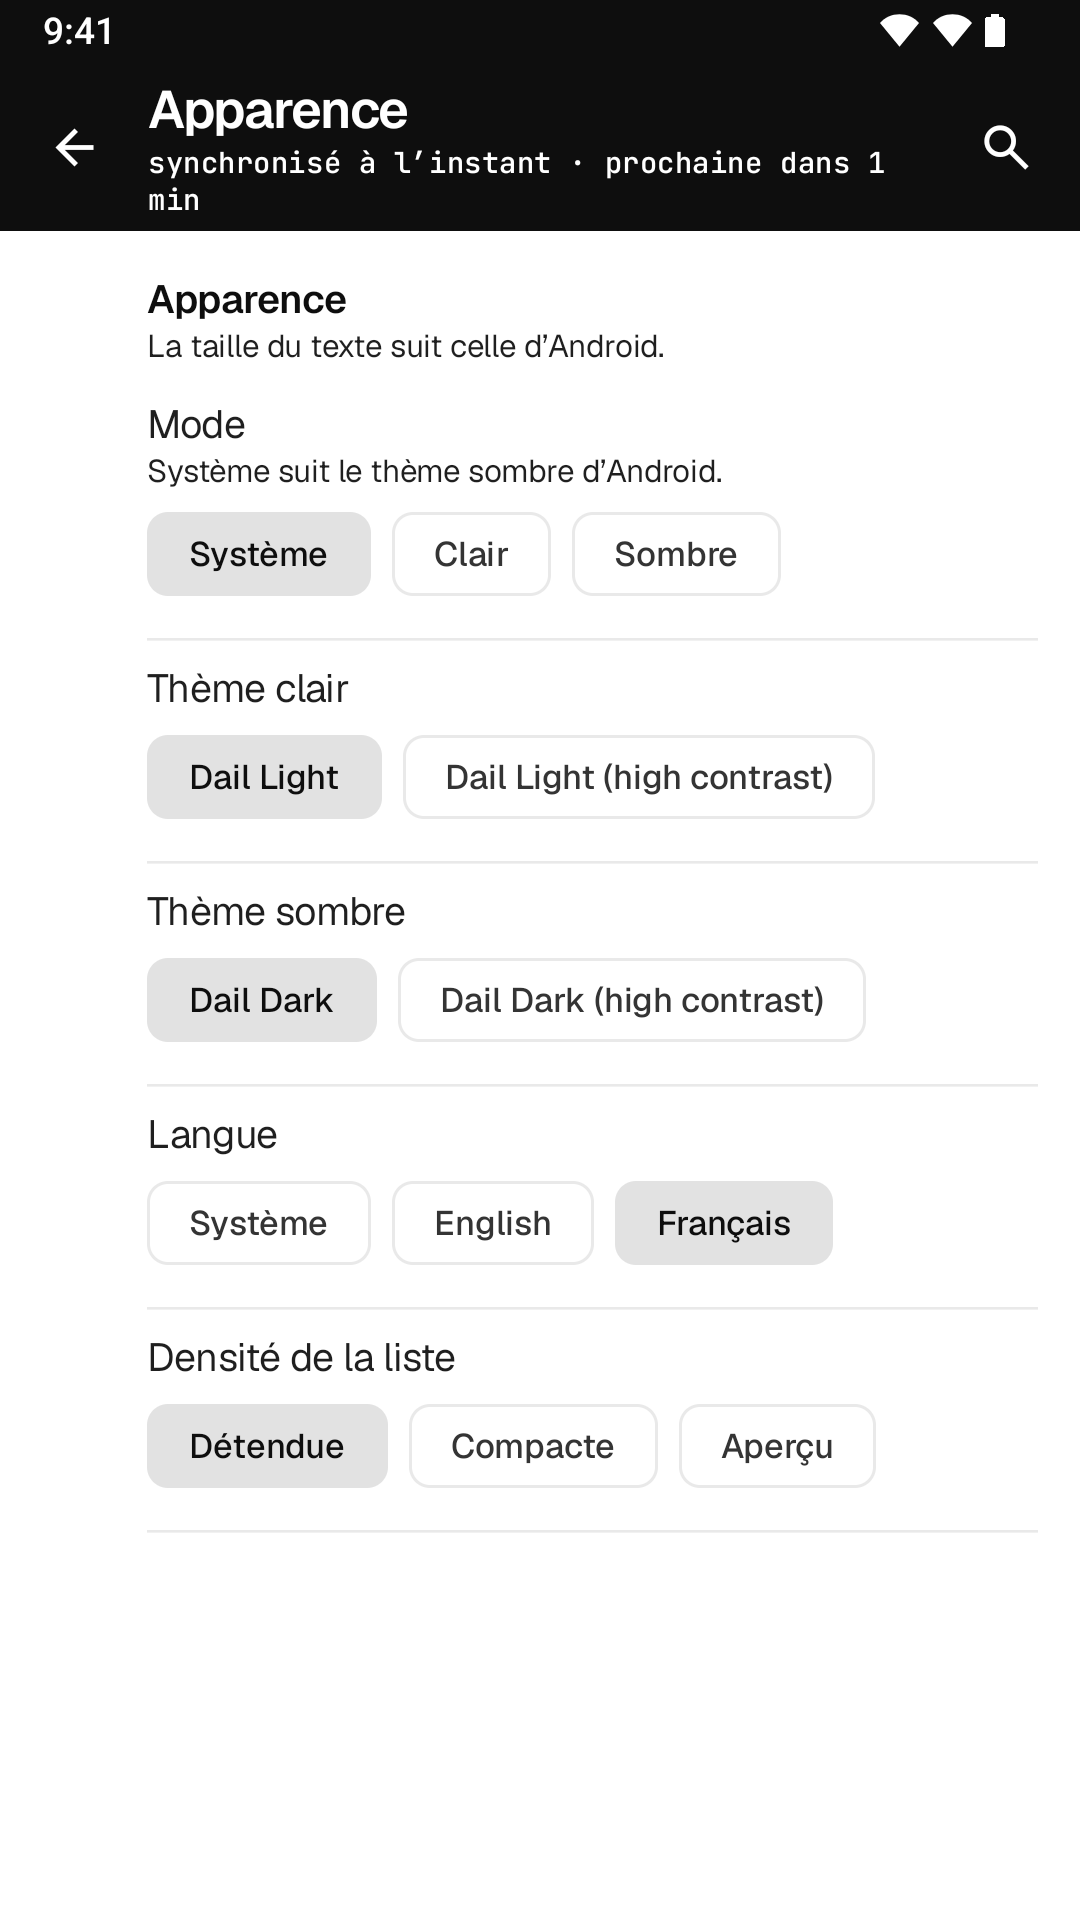 9:41
Apparence
synchronisé à l’instant · prochaine dans 1
min
Apparence
La taille du texte suit celle d’Android.
Mode
Système suit le thème sombre d’Android.
Système Clair Sombre
Thème clair
Dail Light Dail Light (high contrast)
Thème sombre
Dail Dark Dail Dark (high contrast)
Langue
Système English Français
Densité de la liste
Détendue Compacte Aperçu